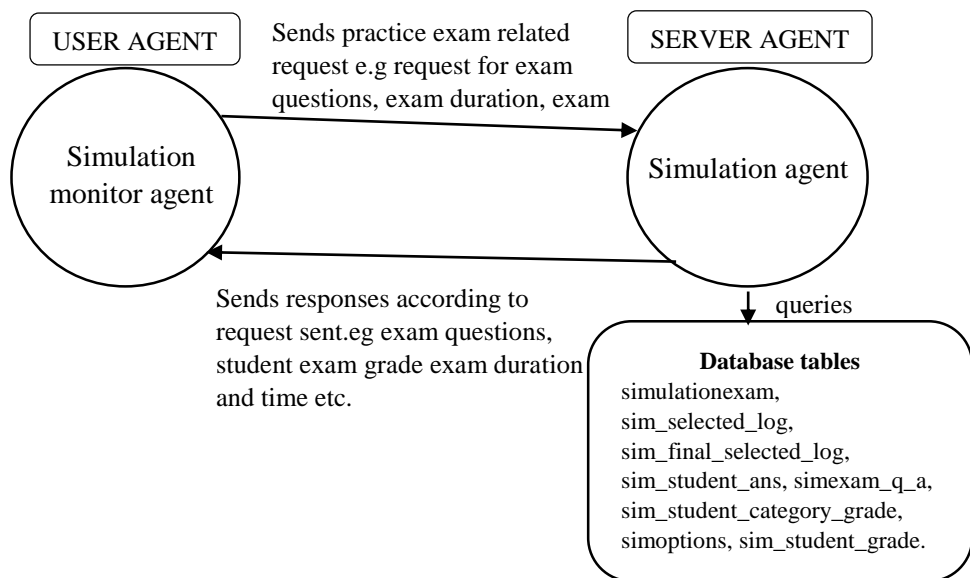 USER AGENT
Sends practice exam related
request e.g request for exam
questions, exam duration, exam
SERVER AGENT
Simulation
monitor agent
Simulation agent
Sends responses according to
request sent.eg exam questions,
student exam grade exam duration
and time etc.
queries
Database tables
simulationexam,
sim_selected_log,
sim_final_selected_log,
sim_student_ans, simexam_q_a,
sim_student_category_grade,
simoptions, sim_student_grade.